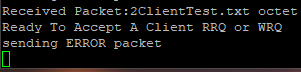 Received Packet:2ClientTest.txt octet
Ready To Accept A Client RRQ or WRQ
sending ERROR packet